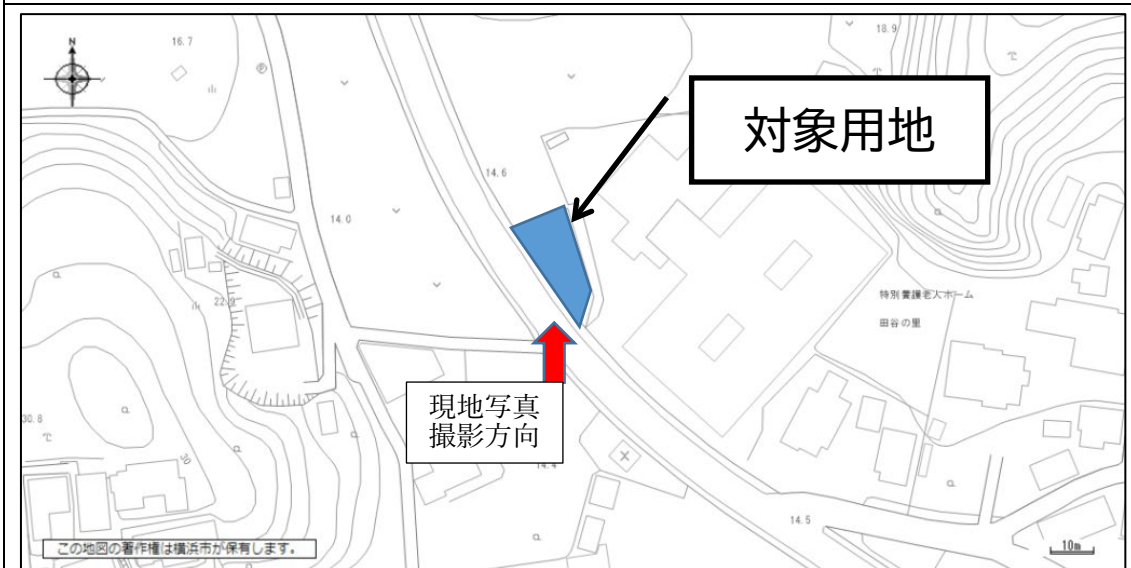 N
16.7
18.9
対象用地
14.6
14.0
特別養護老人ホーム
田谷の里
22.9
現地写真
撮影方向
30.8
30
14.4
14.5
この地図の著作権は横浜市が保有します。
10m